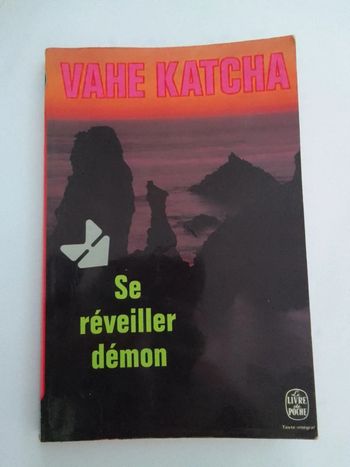 VAHE KATCHA
Se
réveiller
démon
Le
LIVRE
de
POCHE
Texte intégral